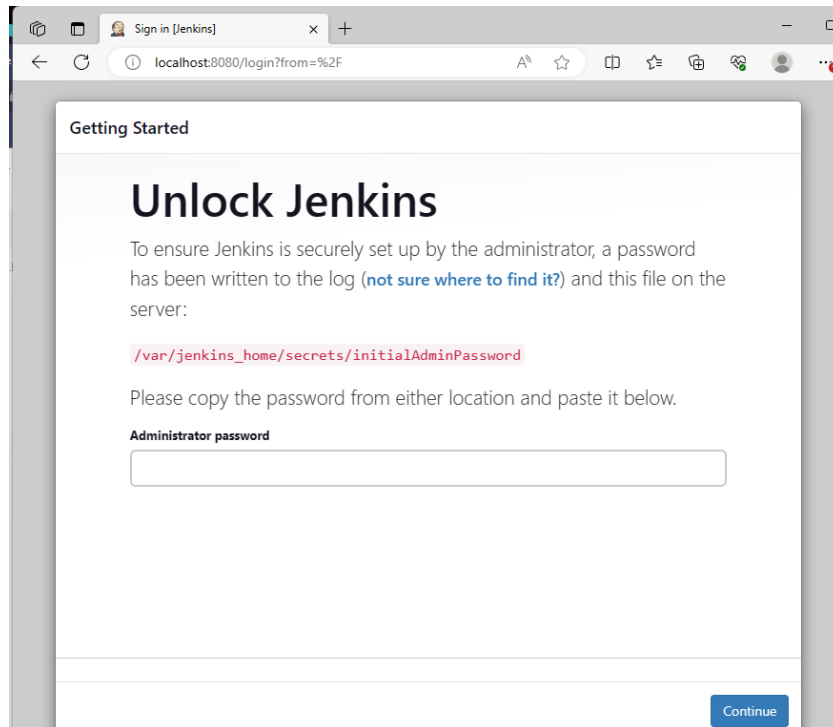 Sign in [Jenkins]
localhost:8080/login?from=%2F
Getting Started
Unlock Jenkins
To ensure Jenkins is securely set up by the administrator, a password
has been written to the log (not sure where to find it?) and this file on the
server:
/var/jenkins_home/secrets/initialAdminPassword
Please copy the password from either location and paste it below.
Administrator password
Continue